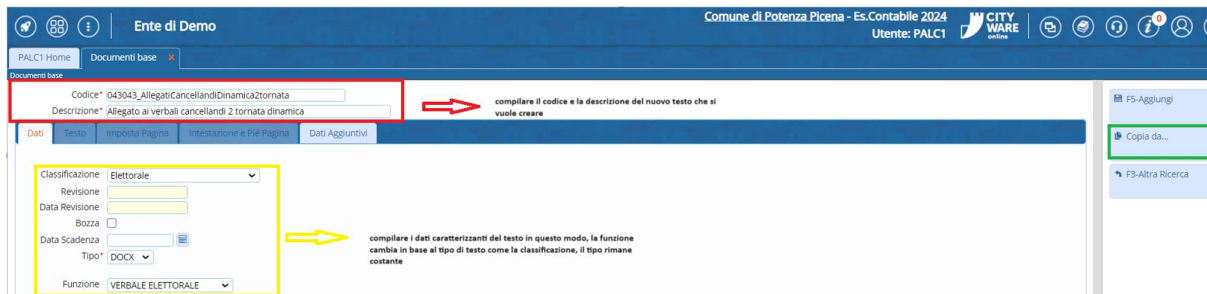 Ente di Demo
Comune di Potenza Picena - Es.Contabile 2024
Utente: PALC1
CITY
WARE
online
0
PALC1 Home
Documenti base ×
Documenti base
Codice* 043043_AllegatiCancellandiDinamica2tornata
Descrizione* Allegato ai verbali cancellandi 2 tornata dinamica
compilare il codice e la descrizione del nuovo testo che si
vuole creare
F5-Aggiungi
Copia da...
F3-Altra Ricerca
Dati Testo Imposta Pagina Intestazione e Piè Pagina Dati Aggiuntivi
Classificazione Elettorale
Revisione
Data Revisione
Bozza
Data Scadenza
Tipo* DOCX
Funzione VERBALE ELETTORALE
compilare i dati caratterizzanti del testo in questo modo, la funzione
cambia in base al tipo di testo come la classificazione, il tipo rimane
costante